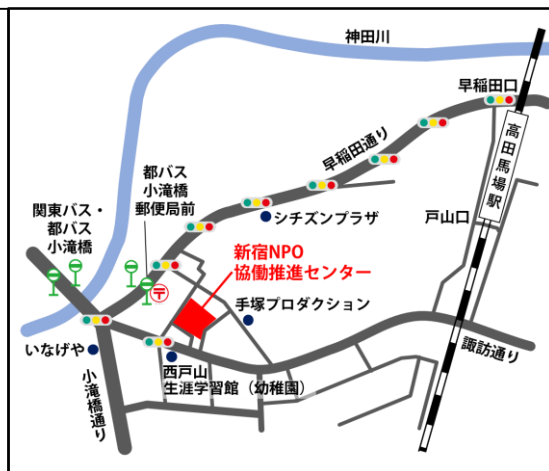 神田川
早稲田口
早稲田通り
高田馬場駅
都バス
小滝橋
郵便局前
関東バス・
都バス
小滝橋
戸山口
シチズンプラザ
新宿NPO
協働推進センター
手塚プロダクション
〒
いなげや
西戸山
生涯学習館（幼稚園）
諏訪通り
小滝橋通り